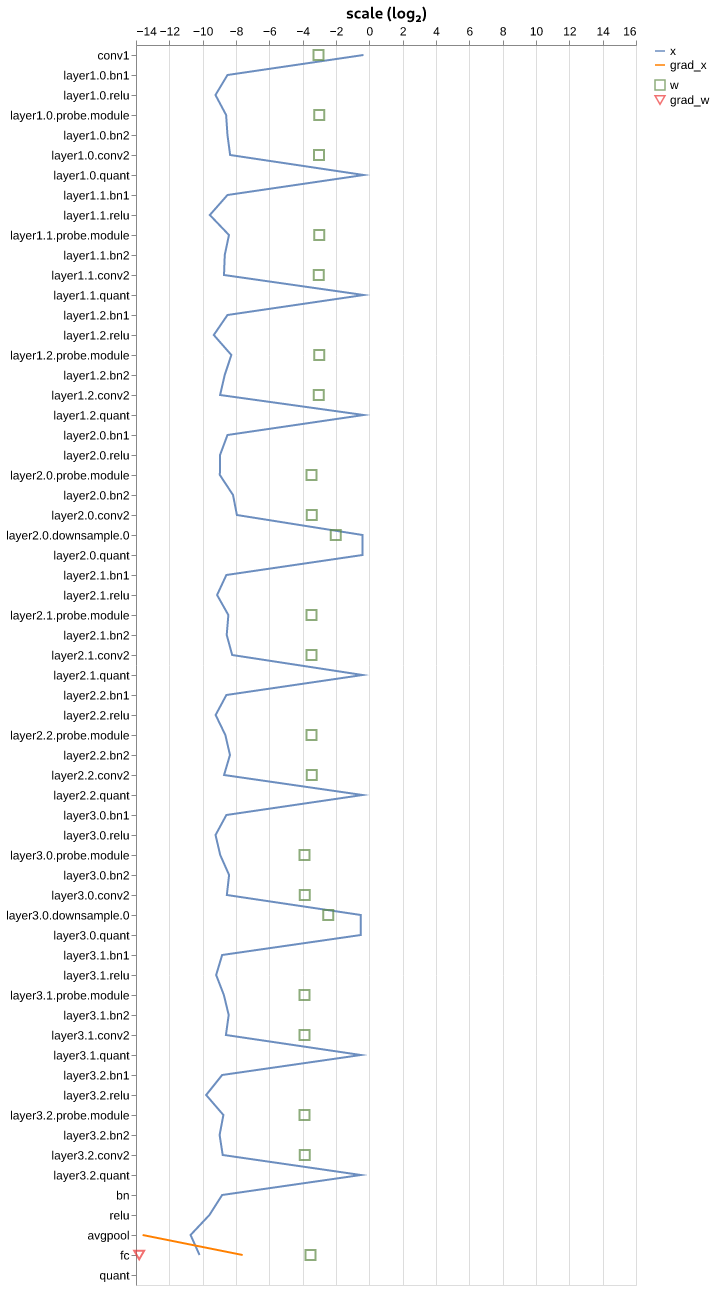 scale (log₂)
−14 −12 −10 −8 −6 −4 −2 0 2 4 6 8 10 12 14 16
x
grad_x
w
grad_w
conv1
layer1.0.bn1
layer1.0.relu
layer1.0.probe.module
layer1.0.bn2
layer1.0.conv2
layer1.0.quant
layer1.1.bn1
layer1.1.relu
layer1.1.probe.module
layer1.1.bn2
layer1.1.conv2
layer1.1.quant
layer1.2.bn1
layer1.2.relu
layer1.2.probe.module
layer1.2.bn2
layer1.2.conv2
layer1.2.quant
layer2.0.bn1
layer2.0.relu
layer2.0.probe.module
layer2.0.bn2
layer2.0.conv2
layer2.0.downsample.0
layer2.0.quant
layer2.1.bn1
layer2.1.relu
layer2.1.probe.module
layer2.1.bn2
layer2.1.conv2
layer2.1.quant
layer2.2.bn1
layer2.2.relu
layer2.2.probe.module
layer2.2.bn2
layer2.2.conv2
layer2.2.quant
layer3.0.bn1
layer3.0.relu
layer3.0.probe.module
layer3.0.bn2
layer3.0.conv2
layer3.0.downsample.0
layer3.0.quant
layer3.1.bn1
layer3.1.relu
layer3.1.probe.module
layer3.1.bn2
layer3.1.conv2
layer3.1.quant
layer3.2.bn1
layer3.2.relu
layer3.2.probe.module
layer3.2.bn2
layer3.2.conv2
layer3.2.quant
bn
relu
avgpool
fc
quant